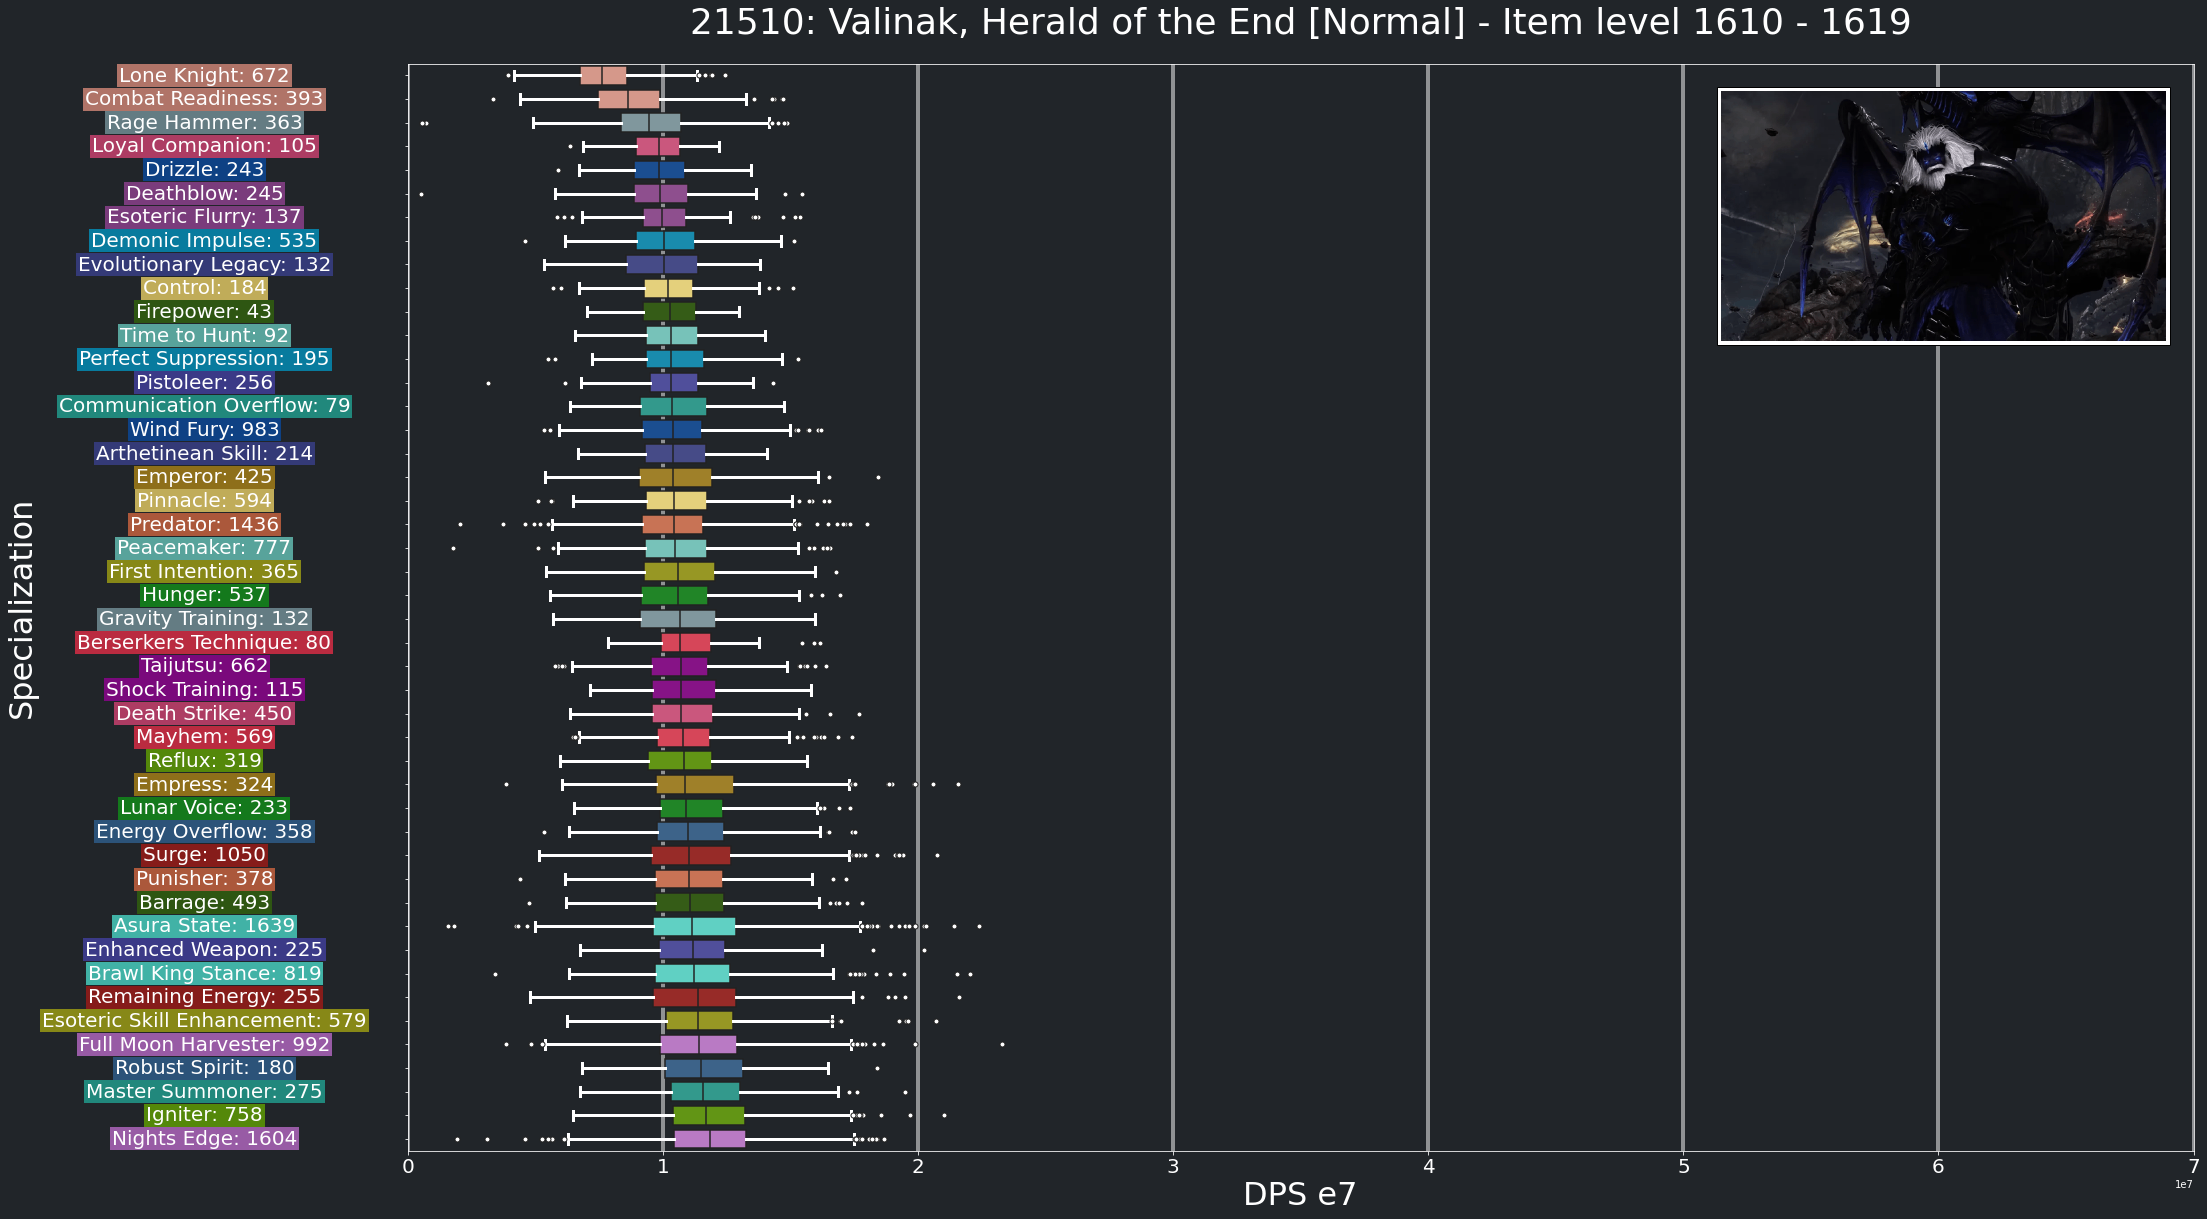 21510: Valinak, Herald of the End [Normal] - Item level 1610 - 1619
Lone Knight: 672
Combat Readiness: 393
Rage Hammer: 363
Loyal Companion: 105
Drizzle: 243
Deathblow: 245
Esoteric Flurry: 137
Demonic Impulse: 535
Evolutionary Legacy: 132
Control: 184
Firepower: 43
Time to Hunt: 92
Perfect Suppression: 195
Pistoleer: 256
Communication Overflow: 79
Wind Fury: 983
Arthetinean Skill: 214
Emperor: 425
Pinnacle: 594
Predator: 1436
Peacemaker: 777
First Intention: 365
Hunger: 537
Gravity Training: 132
Berserkers Technique: 80
Taijutsu: 662
Shock Training: 115
Death Strike: 450
Mayhem: 569
Reflux: 319
Empress: 324
Lunar Voice: 233
Energy Overflow: 358
Surge: 1050
Punisher: 378
Barrage: 493
Asura State: 1639
Enhanced Weapon: 225
Brawl King Stance: 819
Remaining Energy: 255
Esoteric Skill Enhancement: 579
Full Moon Harvester: 992
Robust Spirit: 180
Master Summoner: 275
Igniter: 758
Nights Edge: 1604
Specialization
0 1 2 3 4 5 6 7
1e7
DPS e7